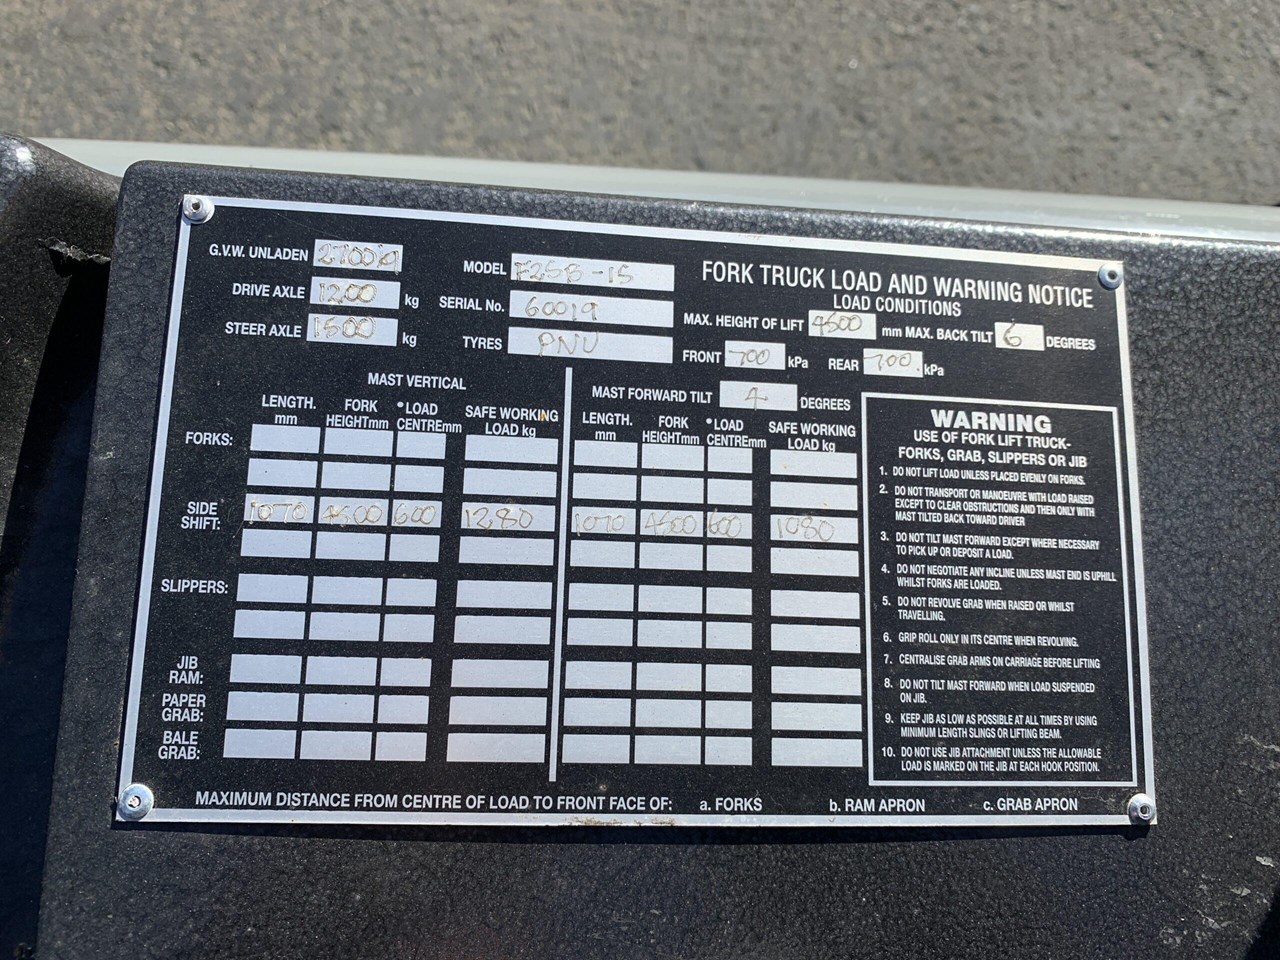 G.V.W. UNLADEN 2700kg
DRIVE AXLE 1200 kg
STEER AXLE 1500 kg
MODEL F25B-15
SERIAL No. 60019
TYRES PNU
FORK TRUCK LOAD AND WARNING NOTICE
LOAD CONDITIONS
MAX. HEIGHT OF LIFT 4500 mm MAX. BACK TILT 6 DEGREES
FRONT 700 kPa REAR 700. kPa
MAST VERTICAL
LENGTH. mm FORK HEIGHTmm •LOAD CENTREmm SAFE WORKING LOAD kg
MAST FORWARD TILT 4 DEGREES
LENGTH. mm FORK HEIGHTmm •LOAD CENTREmm SAFE WORKING LOAD kg
FORKS:
SIDE SHIFT: 1070 4500 600 1280 1070 4500 600 1080
SLIPPERS:
JIB RAM:
PAPER GRAB:
BALE GRAB:
WARNING
USE OF FORK LIFT TRUCK-
FORKS, GRAB, SLIPPERS OR JIB
1. DO NOT LIFT LOAD UNLESS PLACED EVENLY ON FORKS.
2. DO NOT TRANSPORT OR MANOEUVRE WITH LOAD RAISED
EXCEPT TO CLEAR OBSTRUCTIONS AND THEN ONLY WITH
MAST TILTED BACK TOWARD DRIVER
3. DO NOT TILT MAST FORWARD EXCEPT WHERE NECESSARY
TO PICK UP OR DEPOSIT A LOAD.
4. DO NOT NEGOTIATE ANY INCLINE UNLESS MAST END IS UPHILL
WHILST FORKS ARE LOADED.
5. DO NOT REVOLVE GRAB WHEN RAISED OR WHILST
TRAVELLING.
6. GRIP ROLL ONLY IN ITS CENTRE WHEN REVOLVING.
7. CENTRALISE GRAB ARMS ON CARRIAGE BEFORE LIFTING
8. DO NOT TILT MAST FORWARD WHEN LOAD SUSPENDED
ON JIB.
9. KEEP JIB AS LOW AS POSSIBLE AT ALL TIMES BY USING
MINIMUM LENGTH SLINGS OR LIFTING BEAM.
10. DO NOT USE JIB ATTACHMENT UNLESS THE ALLOWABLE
LOAD IS MARKED ON THE JIB AT EACH HOOK POSITION.
MAXIMUM DISTANCE FROM CENTRE OF LOAD TO FRONT FACE OF: a. FORKS b. RAM APRON c. GRAB APRON